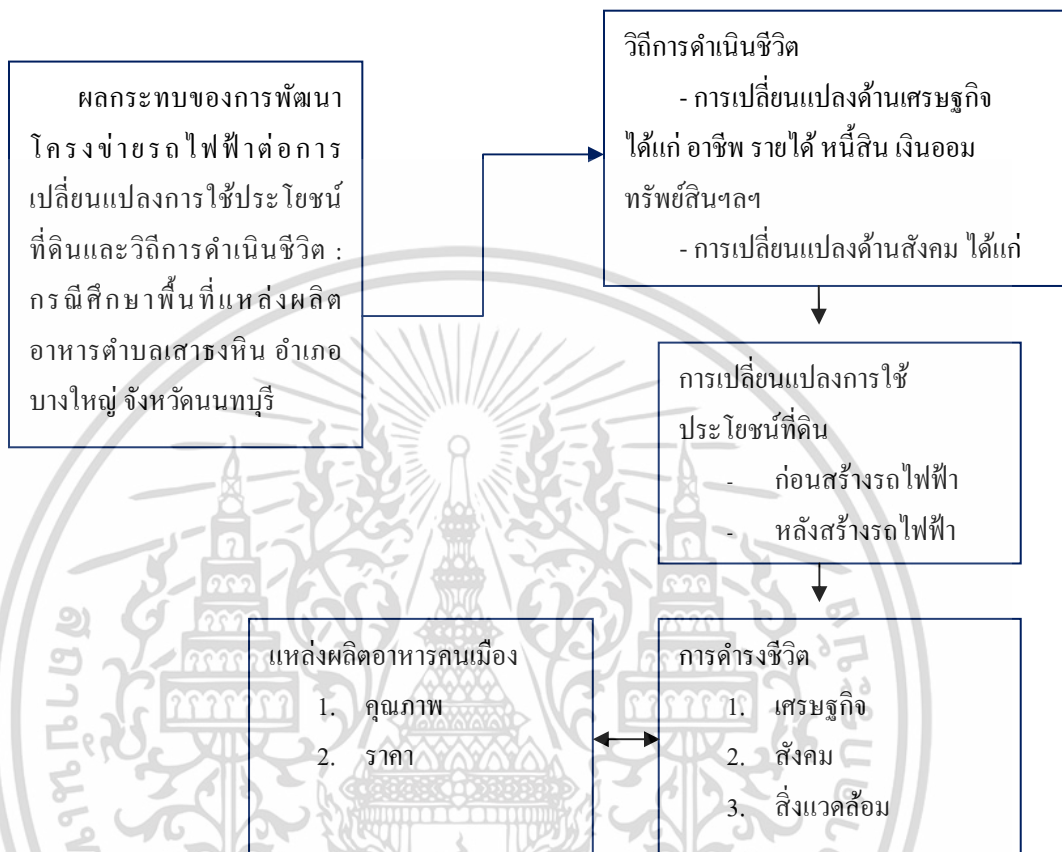 ผลกระทบของการพัฒนา
โครงข่ายรถไฟฟ้าต่อการ
เปลี่ยนแปลงการใช้ประโยชน์
ที่ดินและวิถีการดำเนินชีวิต :
กรณีศึกษาพื้นที่แหล่งผลิต
อาหารตำบลเสาธงหิน อำเภอ
บางใหญ่ จังหวัดนนทบุรี
วิถีการดำเนินชีวิต
- การเปลี่ยนแปลงด้านเศรษฐกิจ
ได้แก่ อาชีพ รายได้ หนี้สิน เงินออม
ทรัพย์สินฯลฯ
- การเปลี่ยนแปลงด้านสังคม ได้แก่
การเปลี่ยนแปลงการใช้
ประโยชน์ที่ดิน
- ก่อนสร้างรถไฟฟ้า
- หลังสร้างรถไฟฟ้า
แหล่งผลิตอาหารคนเมือง
1. คุณภาพ
2. ราคา
การดำรงชีวิต
1. เศรษฐกิจ
2. สังคม
3. สิ่งแวดล้อม